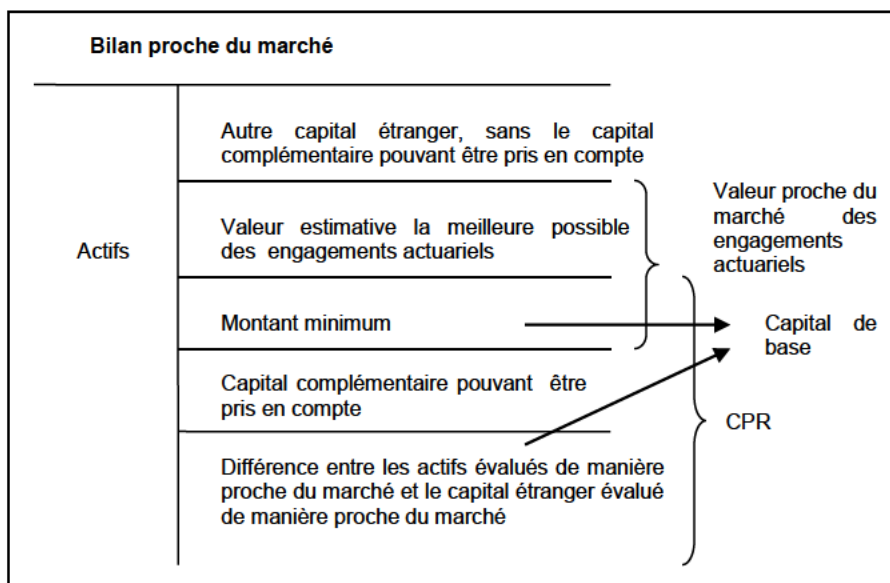 Bilan proche du marché
Autre capital étranger, sans le capital
complémentaire pouvant être pris en compte
Valeur estimative la meilleure possible
des engagements actuariels
Actifs
Montant minimum
Capital complémentaire pouvant être
pris en compte
Différence entre les actifs évalués de manière
proche du marché et le capital étranger évalué
de manière proche du marché
Valeur proche du
marché des
engagements
actuariels
Capital de
base
CPR